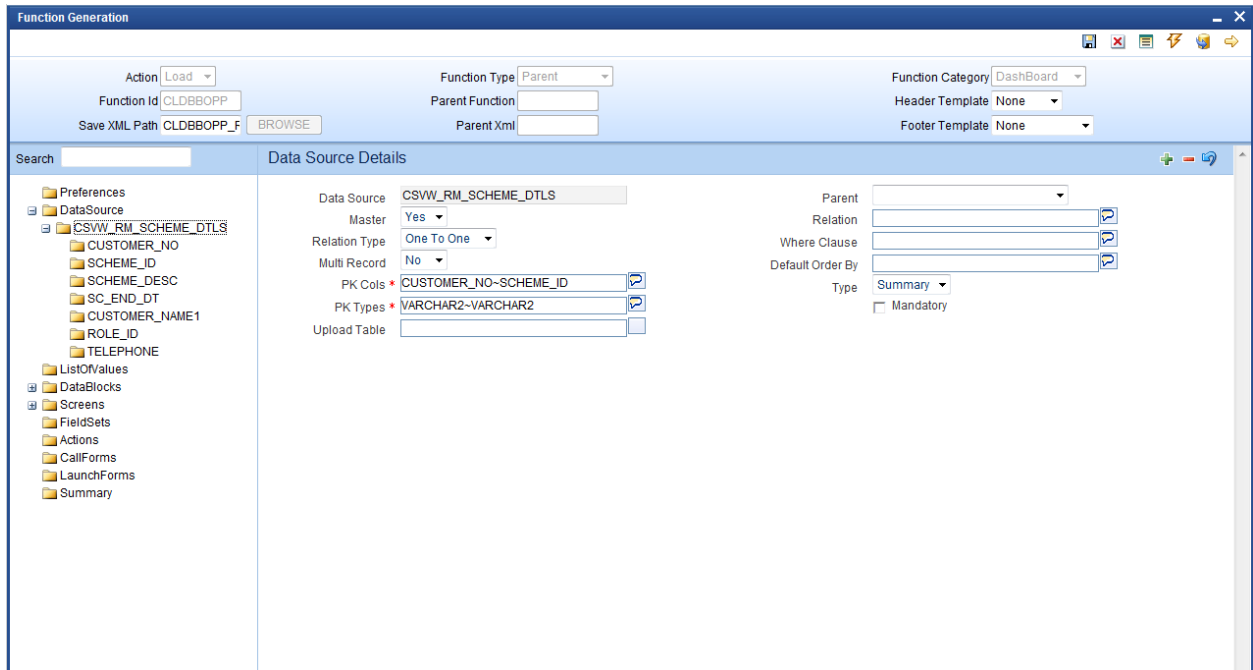 Function Generation
Action Load
Function Type Parent
Function Category DashBoard
Function Id CLDBBOPP
Parent Function
Header Template None
Save XML Path CLDBBOPP_F BROWSE
Parent Xml
Footer Template None
Search
Data Source Details
Preferences
DataSource
CSVW_RM_SCHEME_DTLS
CUSTOMER_NO
SCHEME_ID
SCHEME_DESC
SC_END_DT
CUSTOMER_NAME1
ROLE_ID
TELEPHONE
ListOfValues
DataBlocks
Screens
FieldSets
Actions
CallForms
LaunchForms
Summary
Data Source CSVW_RM_SCHEME_DTLS
Master Yes
Relation Type One To One
Multi Record No
PK Cols * CUSTOMER_NO~SCHEME_ID
PK Types * VARCHAR2~VARCHAR2
Upload Table
Parent
Relation
Where Clause
Default Order By
Type Summary
Mandatory